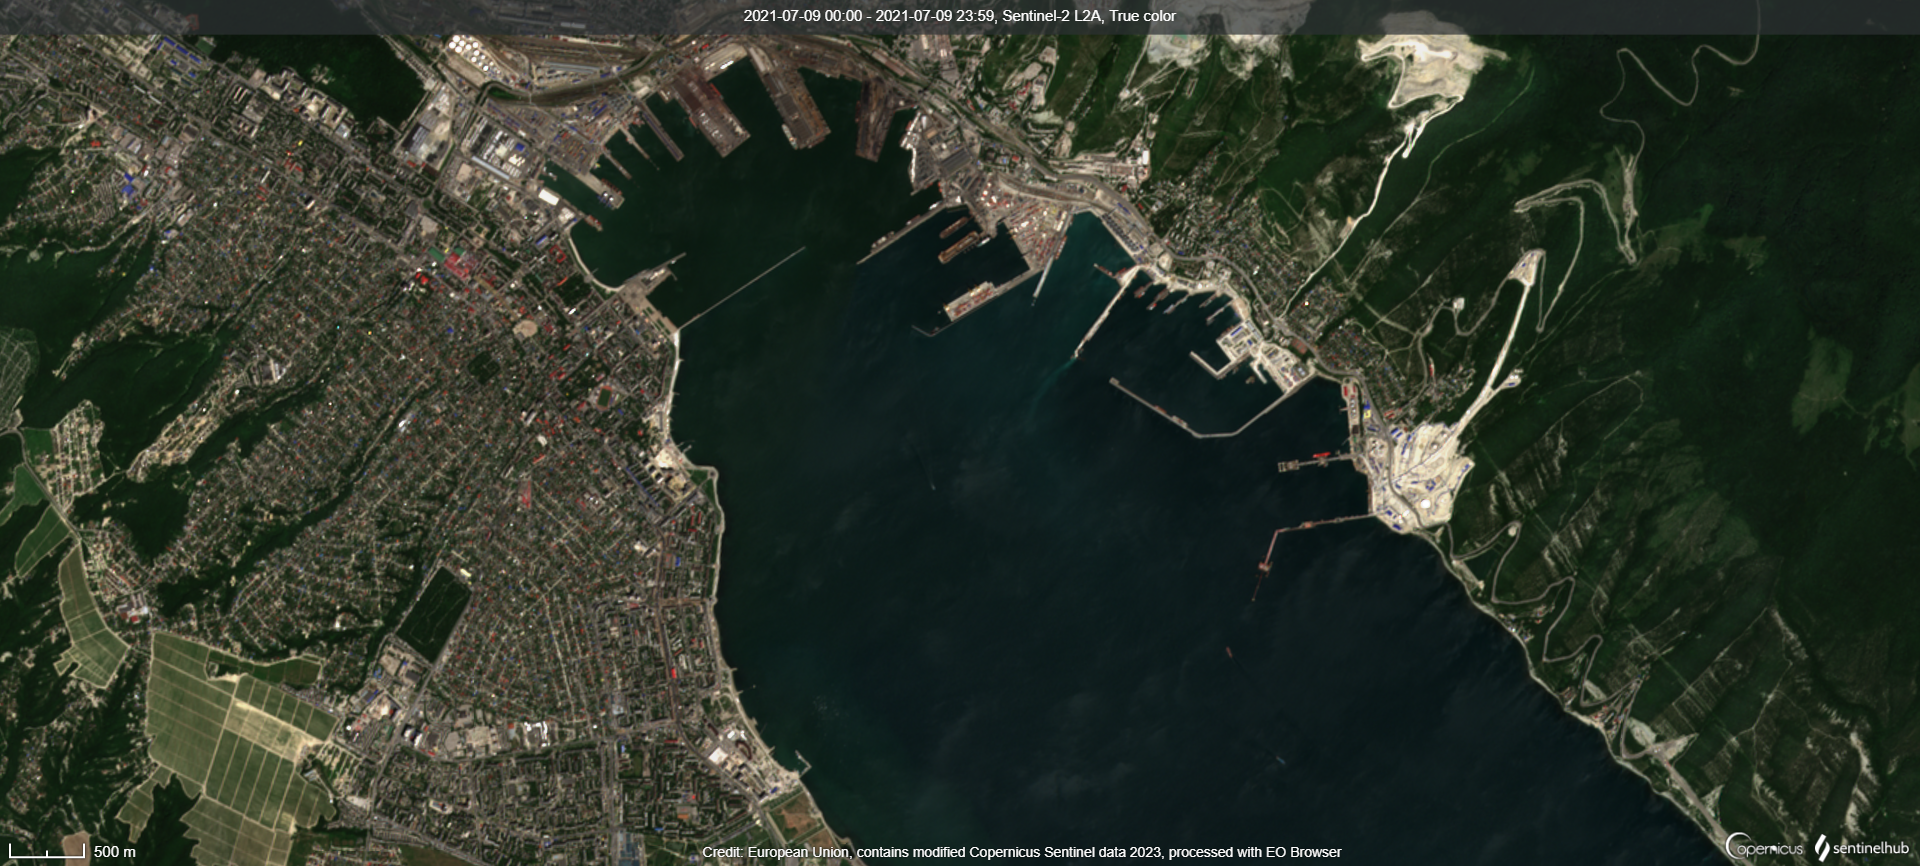 2021-07-09 00:00 - 2021-07-09 23:59, Sentinel-2 L2A, True color
500 m
Credit: European Union, contains modified Copernicus Sentinel data 2023, processed with EO Browser
Copernicus
sentinelhub